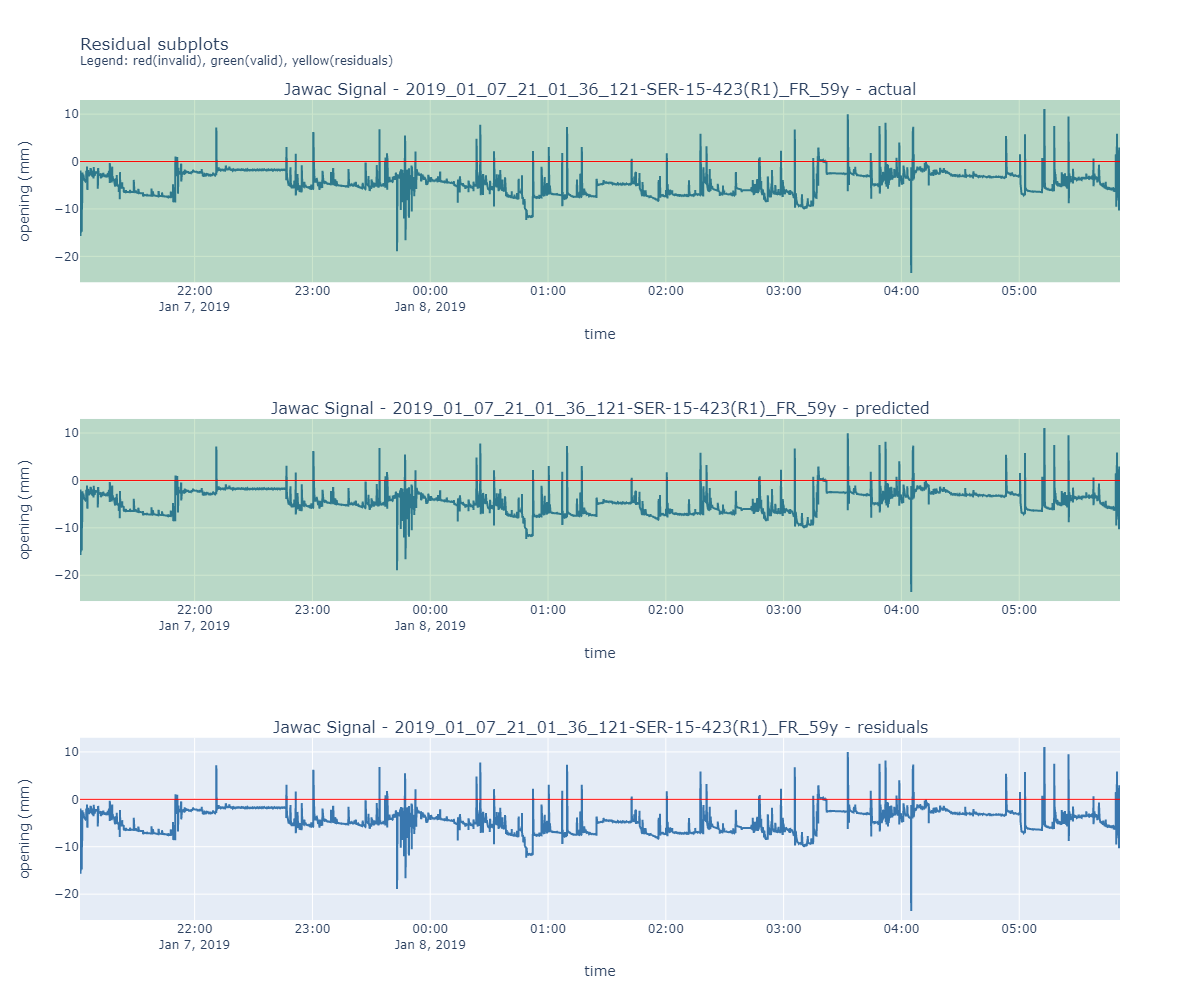 Residual subplots
Legend: red(invalid), green(valid), yellow(residuals)
Jawac Signal - 2019_01_07_21_01_36_121-SER-15-423(R1)_FR_59y - actual
opening (mm)
10
0
−10
−20
22:00 23:00 00:00 01:00 02:00 03:00 04:00 05:00
Jan 7, 2019 Jan 8, 2019
time
Jawac Signal - 2019_01_07_21_01_36_121-SER-15-423(R1)_FR_59y - predicted
opening (mm)
10
0
−10
−20
22:00 23:00 00:00 01:00 02:00 03:00 04:00 05:00
Jan 7, 2019 Jan 8, 2019
time
Jawac Signal - 2019_01_07_21_01_36_121-SER-15-423(R1)_FR_59y - residuals
opening (mm)
10
0
−10
−20
22:00 23:00 00:00 01:00 02:00 03:00 04:00 05:00
Jan 7, 2019 Jan 8, 2019
time